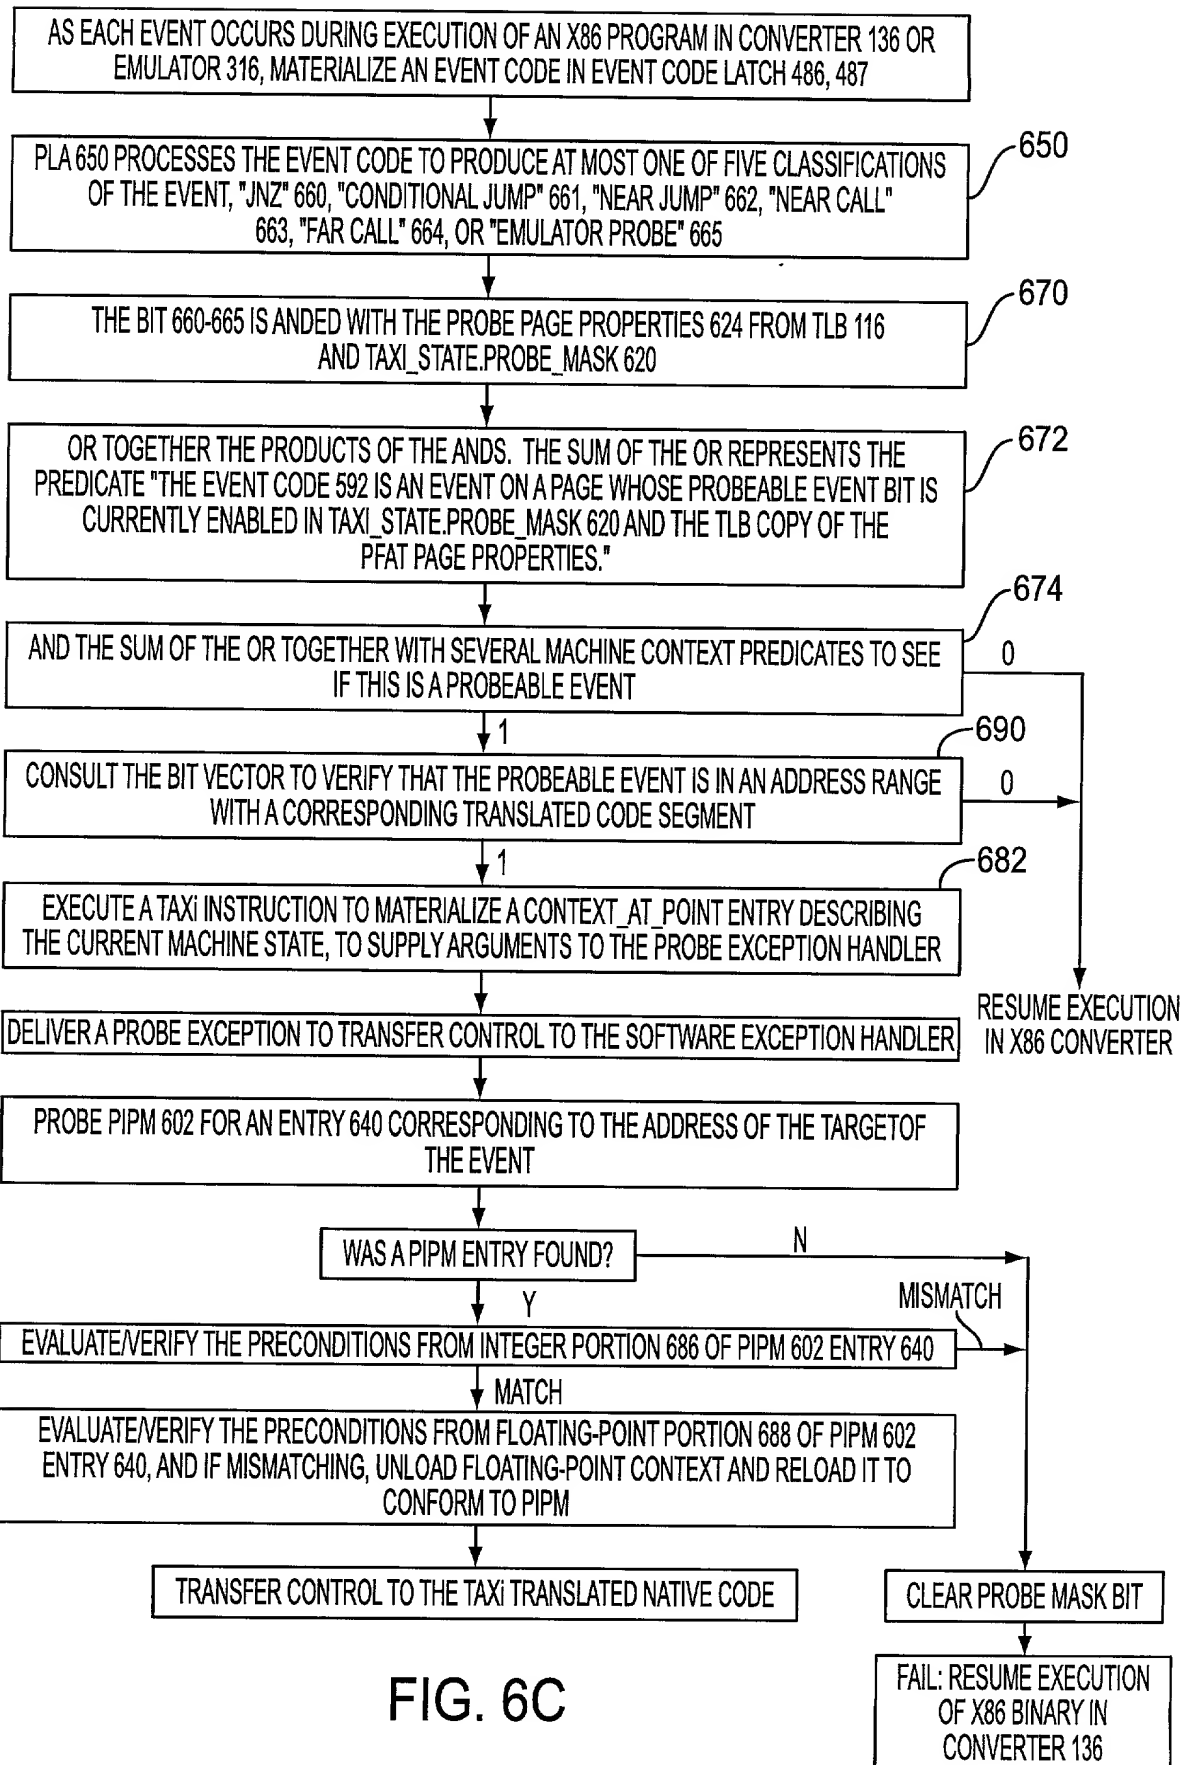 AS EACH EVENT OCCURS DURING EXECUTION OF AN X86 PROGRAM IN CONVERTER 136 OR
EMULATOR 316, MATERIALIZE AN EVENT CODE IN EVENT CODE LATCH 486, 487
650
PLA 650 PROCESSES THE EVENT CODE TO PRODUCE AT MOST ONE OF FIVE CLASSIFICATIONS
OF THE EVENT, "JNZ" 660, "CONDITIONAL JUMP" 661, "NEAR JUMP" 662, "NEAR CALL"
663, "FAR CALL" 664, OR "EMULATOR PROBE" 665
670
THE BIT 660-665 IS ANDED WITH THE PROBE PAGE PROPERTIES 624 FROM TLB 116
AND TAXI_STATE.PROBE_MASK 620
672
OR TOGETHER THE PRODUCTS OF THE ANDS. THE SUM OF THE OR REPRESENTS THE
PREDICATE "THE EVENT CODE 592 IS AN EVENT ON A PAGE WHOSE PROBEABLE EVENT BIT IS
CURRENTLY ENABLED IN TAXI_STATE.PROBE_MASK 620 AND THE TLB COPY OF THE
PFAT PAGE PROPERTIES."
674
AND THE SUM OF THE OR TOGETHER WITH SEVERAL MACHINE CONTEXT PREDICATES TO SEE
IF THIS IS A PROBEABLE EVENT
0
1
690
CONSULT THE BIT VECTOR TO VERIFY THAT THE PROBEABLE EVENT IS IN AN ADDRESS RANGE
WITH A CORRESPONDING TRANSLATED CODE SEGMENT
0
1
682
EXECUTE A TAXi INSTRUCTION TO MATERIALIZE A CONTEXT_AT_POINT ENTRY DESCRIBING
THE CURRENT MACHINE STATE, TO SUPPLY ARGUMENTS TO THE PROBE EXCEPTION HANDLER
RESUME EXECUTION
IN X86 CONVERTER
DELIVER A PROBE EXCEPTION TO TRANSFER CONTROL TO THE SOFTWARE EXCEPTION HANDLER
PROBE PIPM 602 FOR AN ENTRY 640 CORRESPONDING TO THE ADDRESS OF THE TARGETOF
THE EVENT
WAS A PIPM ENTRY FOUND?
N
Y
MISMATCH
EVALUATE/VERIFY THE PRECONDITIONS FROM INTEGER PORTION 686 OF PIPM 602 ENTRY 640
MATCH
EVALUATE/VERIFY THE PRECONDITIONS FROM FLOATING-POINT PORTION 688 OF PIPM 602
ENTRY 640, AND IF MISMATCHING, UNLOAD FLOATING-POINT CONTEXT AND RELOAD IT TO
CONFORM TO PIPM
TRANSFER CONTROL TO THE TAXi TRANSLATED NATIVE CODE
CLEAR PROBE MASK BIT
FAIL: RESUME EXECUTION
OF X86 BINARY IN
CONVERTER 136
FIG. 6C